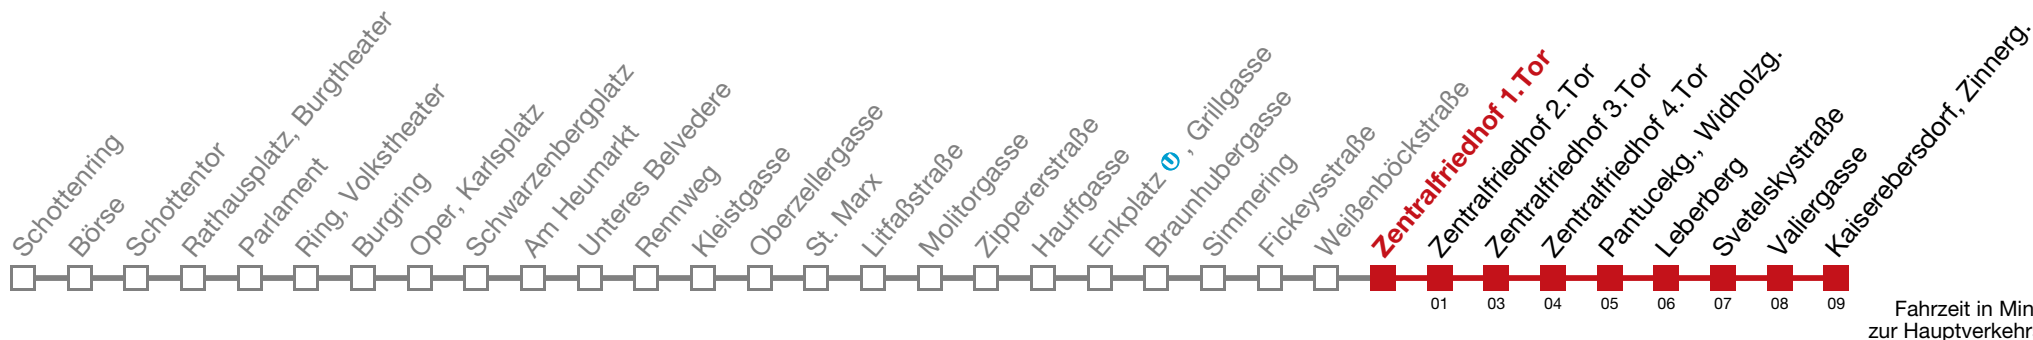 Schottenring
Börse
Schottentor
Rathausplatz, Burgtheater
Parlament
Ring, Volkstheater
Burgring
Oper, Karlsplatz
Schwarzenbergplatz
Am Heumarkt
Unteres Belvedere
Rennweg
Kleistgasse
Oberzellergasse
St. Marx
Litfaßstraße
Molitorgasse
Zippererstraße
Hauffgasse
Enkplatz U , Grillgasse
Braunhubergasse
Simmering
Fickeysstraße
Weißenböckstraße
Zentralfriedhof 1.Tor
Zentralfriedhof 2.Tor
Zentralfriedhof 3.Tor
Zentralfriedhof 4.Tor
Pantucekg., Widholzg.
Leberberg
Svetelskystraße
Valiergasse
Kaiserebersdorf, Zinnerg.
01 03 04 05 06 07 08 09
Fahrzeit in Min
zur Hauptverkehr